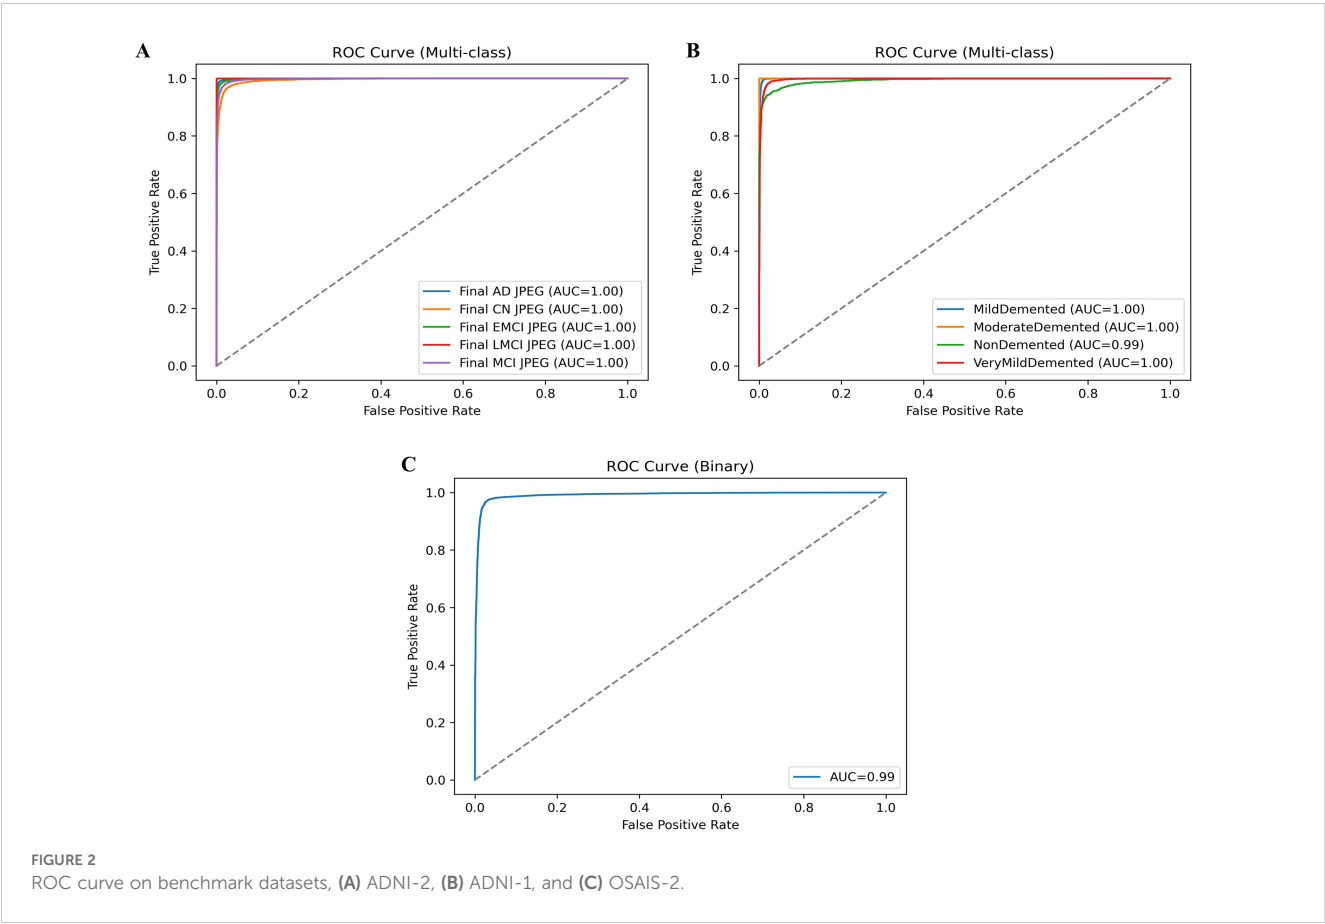 A
ROC Curve (Multi-class)
1.0
0.8
0.6
0.4
0.2
0.0
True Positive Rate
Final AD JPEG (AUC=1.00)
Final CN JPEG (AUC=1.00)
Final EMCI JPEG (AUC=1.00)
Final LMCI JPEG (AUC=1.00)
Final MCI JPEG (AUC=1.00)
0.0 0.2 0.4 0.6 0.8 1.0
False Positive Rate
B
ROC Curve (Multi-class)
1.0
0.8
0.6
0.4
0.2
0.0
True Positive Rate
MildDemented (AUC=1.00)
ModerateDemented (AUC=1.00)
NonDemented (AUC=0.99)
VeryMildDemented (AUC=1.00)
0.0 0.2 0.4 0.6 0.8 1.0
False Positive Rate
C
ROC Curve (Binary)
1.0
0.8
0.6
0.4
0.2
0.0
True Positive Rate
AUC=0.99
0.0 0.2 0.4 0.6 0.8 1.0
False Positive Rate
FIGURE 2
ROC curve on benchmark datasets, (A) ADNI-2, (B) ADNI-1, and (C) OSAIS-2.